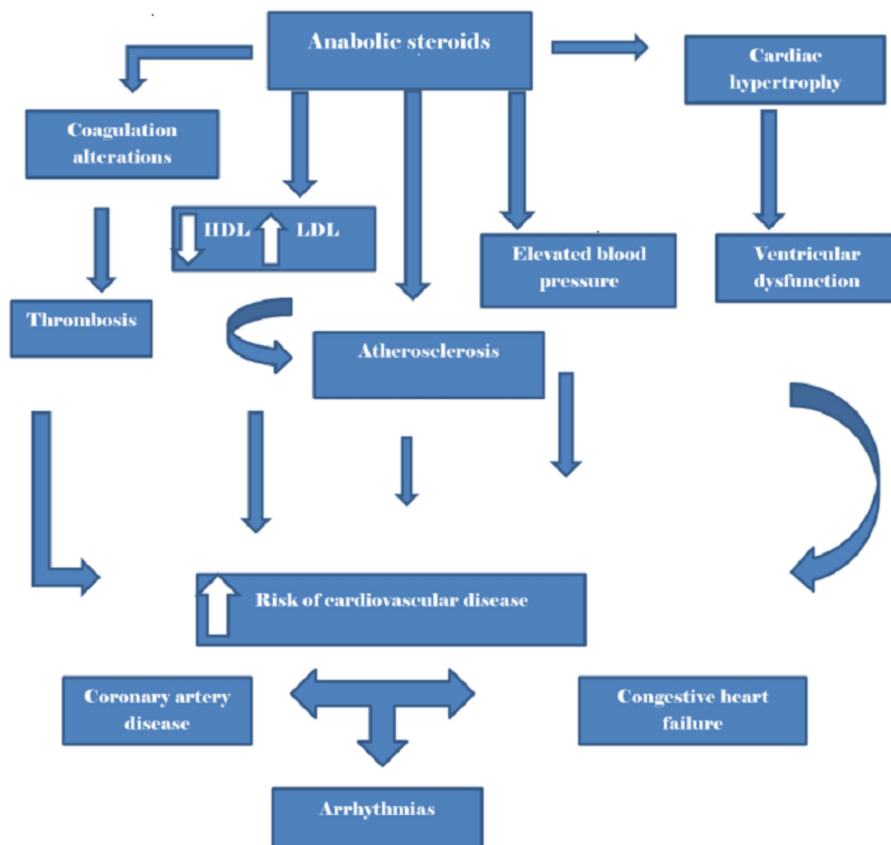 Anabolic steroids
Cardiac
hypertrophy
Coagulation
alterations
HDL LDL
Elevated blood
pressure
Ventricular
dysfunction
Thrombosis
Atherosclerosis
Risk of cardiovascular disease
Coronary artery
disease
Congestive heart
failure
Arrhythmias